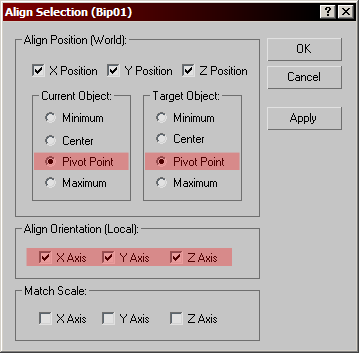 Align Selection (Bip01)
Align Position (World):
X Position Y Position Z Position
Current Object: Target Object:
Minimum Minimum
Center Center
Pivot Point Pivot Point
Maximum Maximum
Align Orientation (Local):
X Axis Y Axis Z Axis
Match Scale:
X Axis Y Axis Z Axis
OK
Cancel
Apply